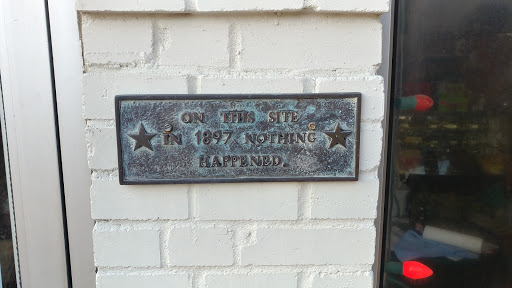 ON THIS SITE
IN 1897 NOTHING
HAPPENED.